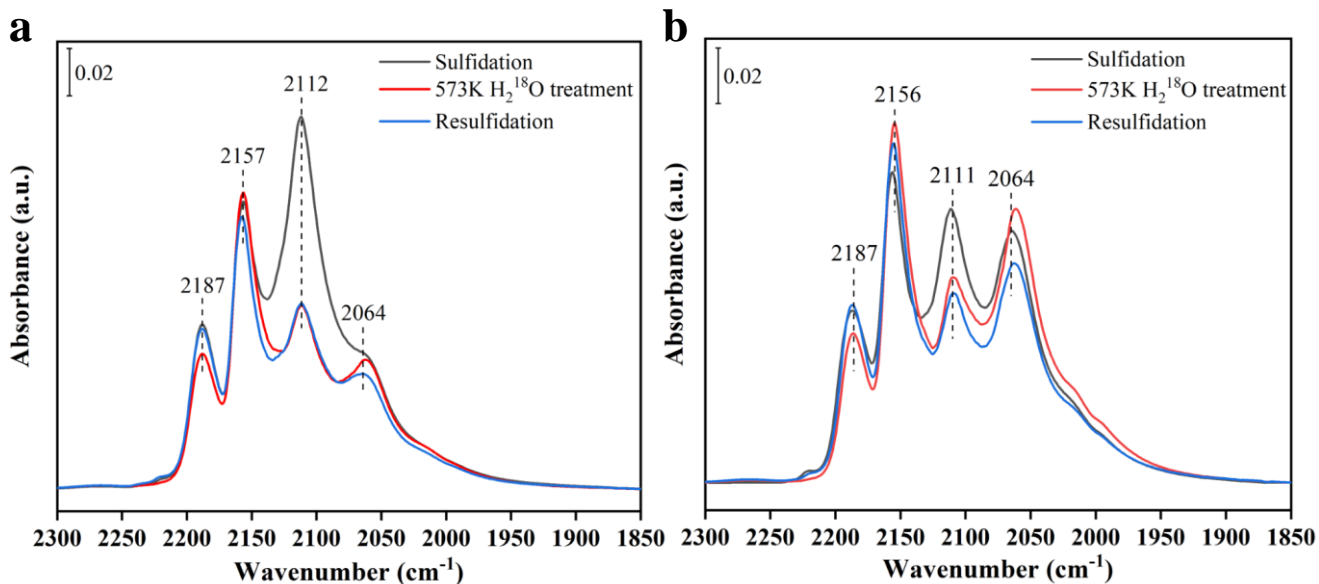 a
0.02
Sulfidation
573K H₂¹⁸O treatment
Resulfidation
2187
2157
2112
2064
Absorbance (a.u.)
2300 2250 2200 2150 2100 2050 2000 1950 1900 1850
Wavenumber (cm⁻¹)
b
0.02
Sulfidation
573K H₂¹⁸O treatment
Resulfidation
2187
2156
2111
2064
Absorbance (a.u.)
2300 2250 2200 2150 2100 2050 2000 1950 1900 1850
Wavenumber (cm⁻¹)